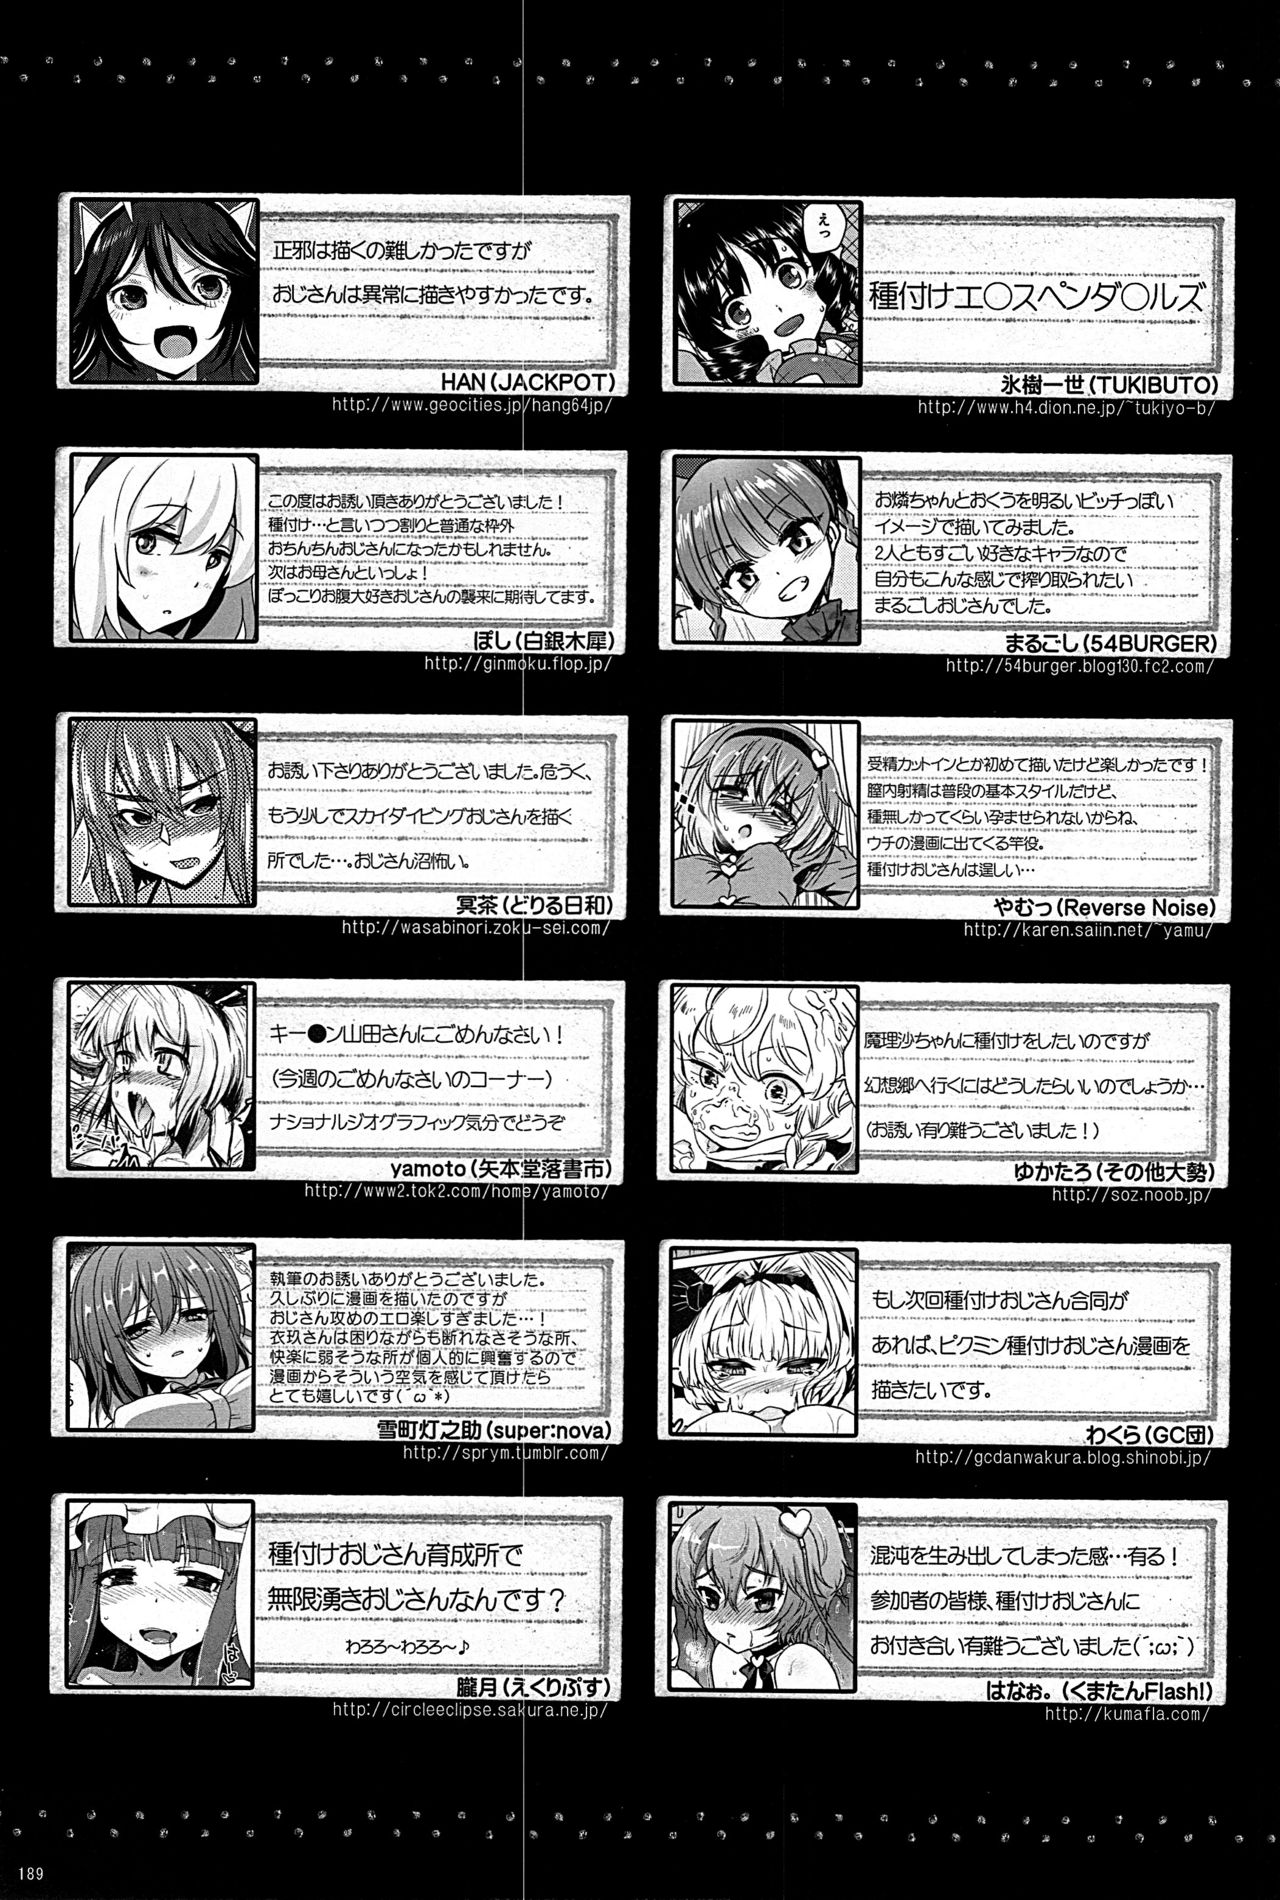 正邪は描くの難しかったですが
おじさんは異常に描きやすかったです。
HAN(JACKPOT)
http://www.geocities.jp/hang64jp/
えっ
種付けエ○スペンダ○ルズ
氷樹一世(TUKIBUTO)
http://www.h4.dion.ne.jp/~tukiyo-b/
この度はお誘い頂きありがとうございました!
種付け…と言いつつ割りと普通な枠外
おちんちんおじさんになったかもしれません。
次はお母さんといっしょ!
ぽっこりお腹大好きおじさんの襲来に期待してます。
ぽし(白銀木犀)
http://ginmoku.flop.jp/
お燐ちゃんとおくうを明るいビッチっぽい
イメージで描いてみました。
2人ともすごい好きなキャラなので
自分もこんな感じで搾り取られたい
まるごしおじさんでした。
まるごし(54BURGER)
http://54burger.blog130.fc2.com/
お誘い下さりありがとうございました。危うく、
もう少しでスカイダイビングおじさんを描く
所でした…。おじさん沼怖い。
冥茶(どりる日和)
http://wasabinori.zoku-sei.com/
受精カットインとか初めて描いたけど楽しかったです!
膣内射精は普段の基本スタイルだけど、
種無しかってくらい孕ませられないからね、
ウチの漫画に出てくる竿役。
種付けおじさんは逞しい…
やむっ(Reverse Noise)
http://karen.saiin.net/~yamu/
キー●ン山田さんにごめんなさい!
(今週のごめんなさいのコーナー)
ナショナルジオグラフィック気分でどうぞ
yamoto(矢本堂落書市)
http://www2.tok2.com/home/yamoto/
魔理沙ちゃんに種付けをしたいのですが
幻想郷へ行くにはどうしたらいいのでしょうか…
(お誘い有り難うございました!)
ゆかたろ(その他大勢)
http://soz.noob.jp/
執筆のお誘いありがとうございました。
久しぶりに漫画を描いたのですが
おじさん攻めのエロ楽しすぎました…!
衣玖さんは困りながらも断れなさそうな所、
快楽に弱そうな所が個人的に興奮するので
漫画からそういう空気を感じて頂けたら
とても嬉しいです(´ω`*)
雪町灯之助(super:nova)
http://sprym.tumblr.com/
もし次回種付けおじさん合同が
あれば、ピクミン種付けおじさん漫画を
描きたいです。
わくら(GC団)
http://gcdanwakura.blog.shinobi.jp/
種付けおじさん育成所で
無限湧きおじさんなんです?
わろろ~わろろ~♪
朧月(えくりぷす)
http://circleeclipse.sakura.ne.jp/
混沌を生み出してしまった感…有る!
参加者の皆様、種付けおじさんに
お付き合い有難うございました(´;ω;`)
はなぉ。(くまたんFlash!)
http://kumafla.com/
189